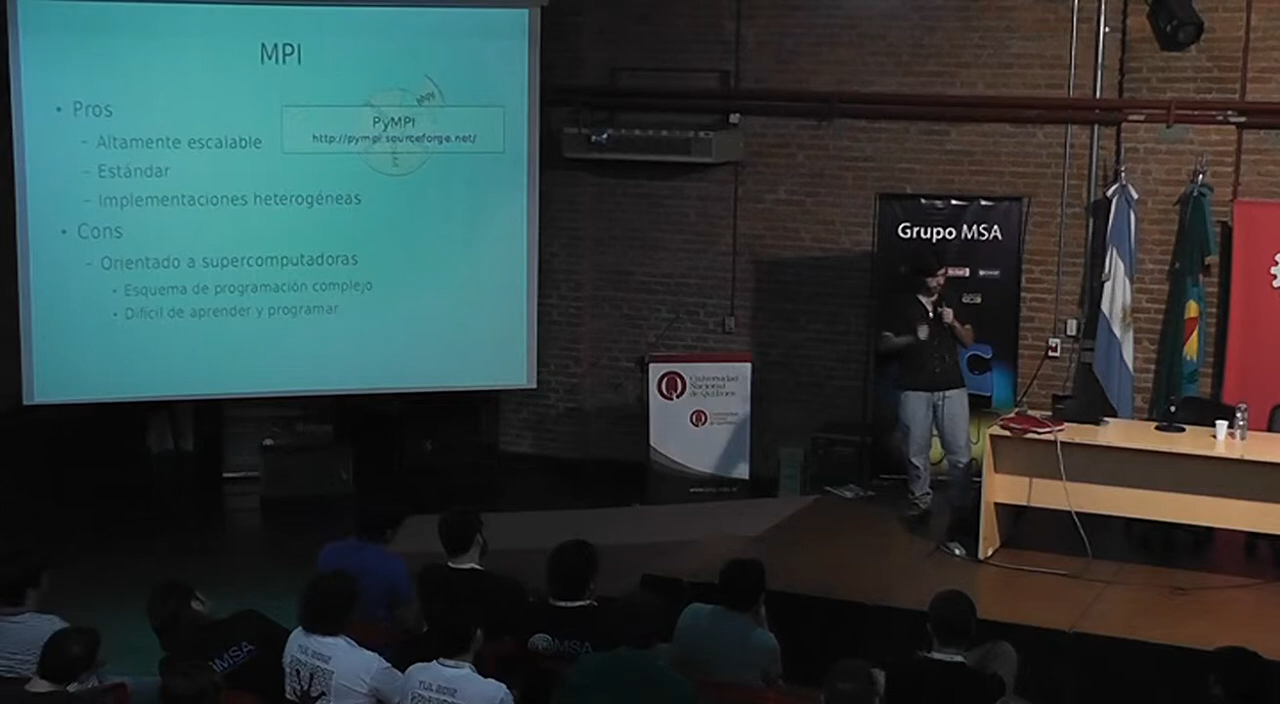 MPI
• Pros
– Altamente escalable
– Estándar
– Implementaciones heterogéneas
• Cons
– Orientado a supercomputadoras
• Esquema de programación complejo
• Difícil de aprender y programar
PyMPI
http://pympi.sourceforge.net/
Grupo MSA
Universidad
Nacional
de Quilmes
MSA
MSA